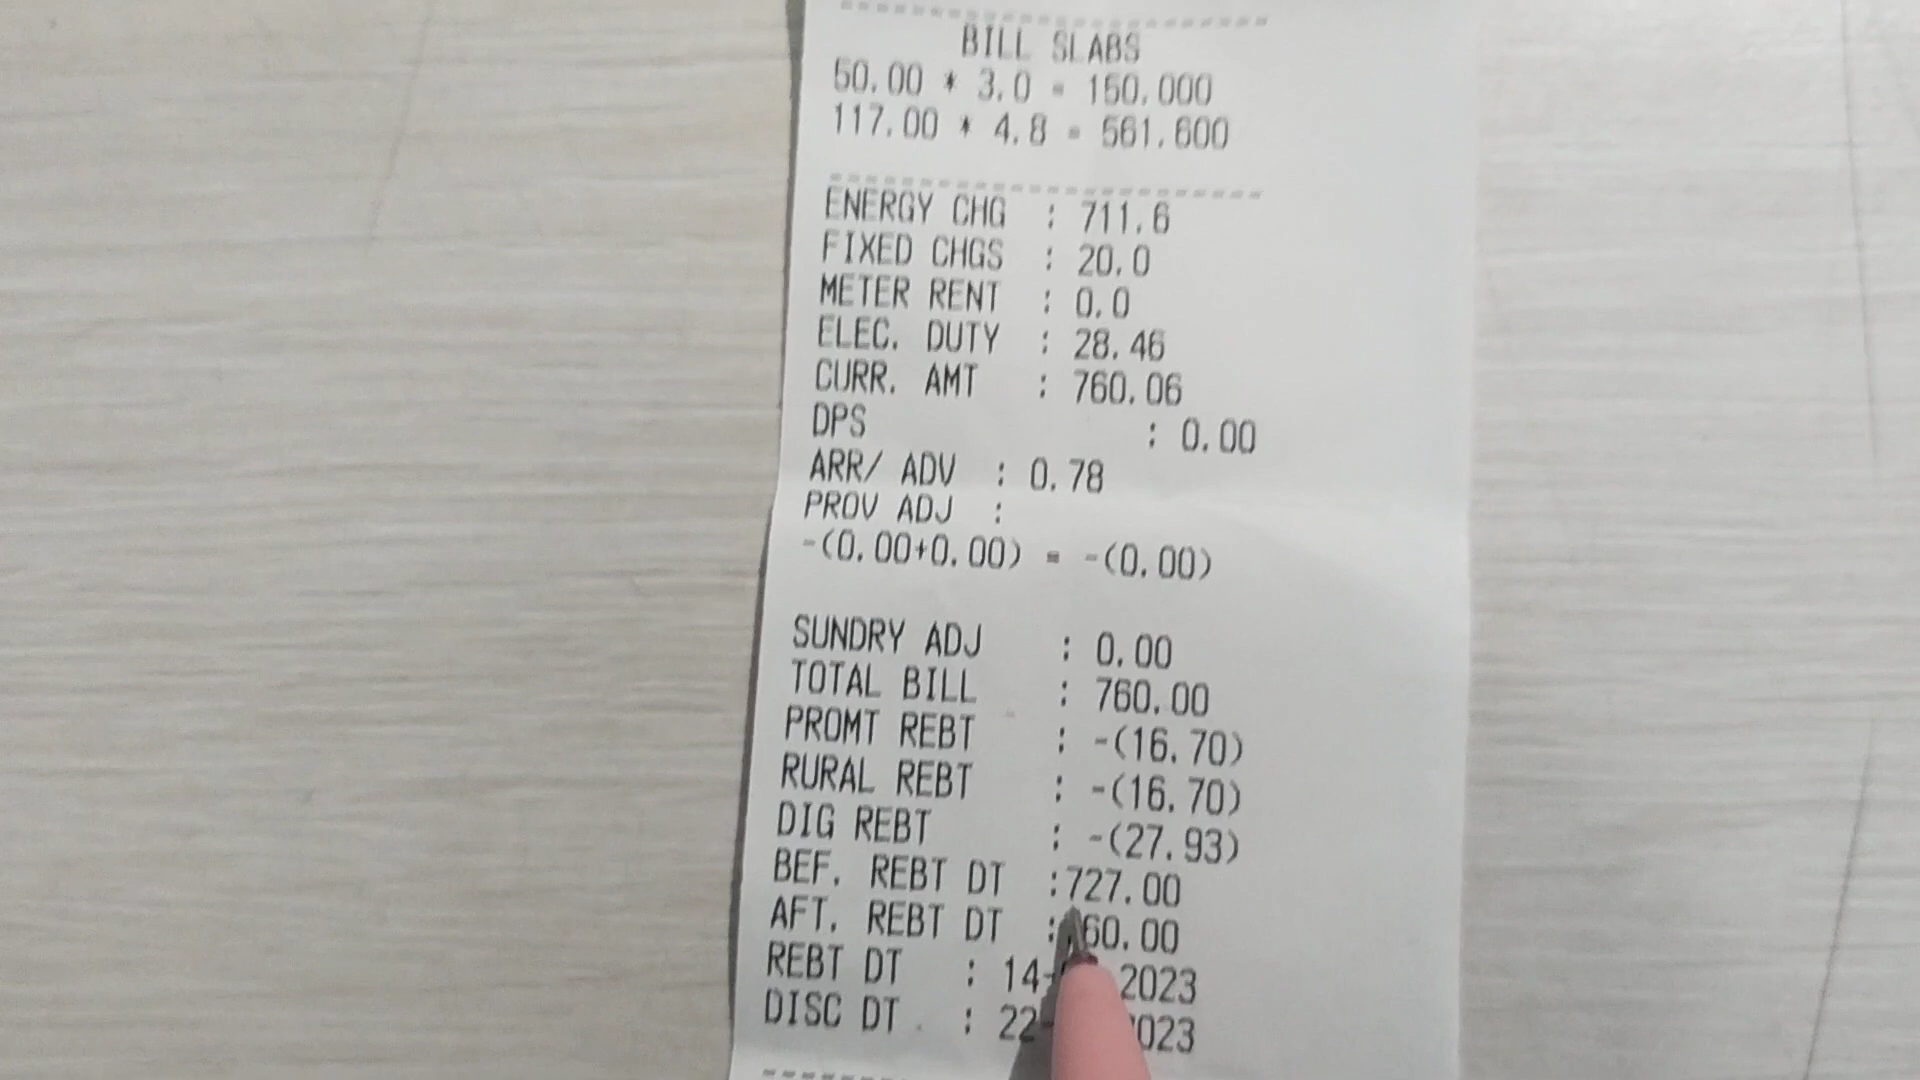 BILL SLABS
50.00 * 3.0 = 150.000
117.00 * 4.8 = 561.600
ENERGY CHG : 711.6
FIXED CHGS : 20.0
METER RENT : 0.0
ELEC. DUTY : 28.46
CURR. AMT : 760.06
DPS : 0.00
ARR/ ADV : 0.78
PROV ADJ :
-(0.00+0.00) = -(0.00)
SUNDRY ADJ : 0.00
TOTAL BILL : 760.00
PROMT REBT : -(16.70)
RURAL REBT : -(16.70)
DIG REBT : -(27.93)
BEF. REBT DT :727.00
AFT. REBT DT : 60.00
REBT DT : 14- 2023
DISC DT : 22 023